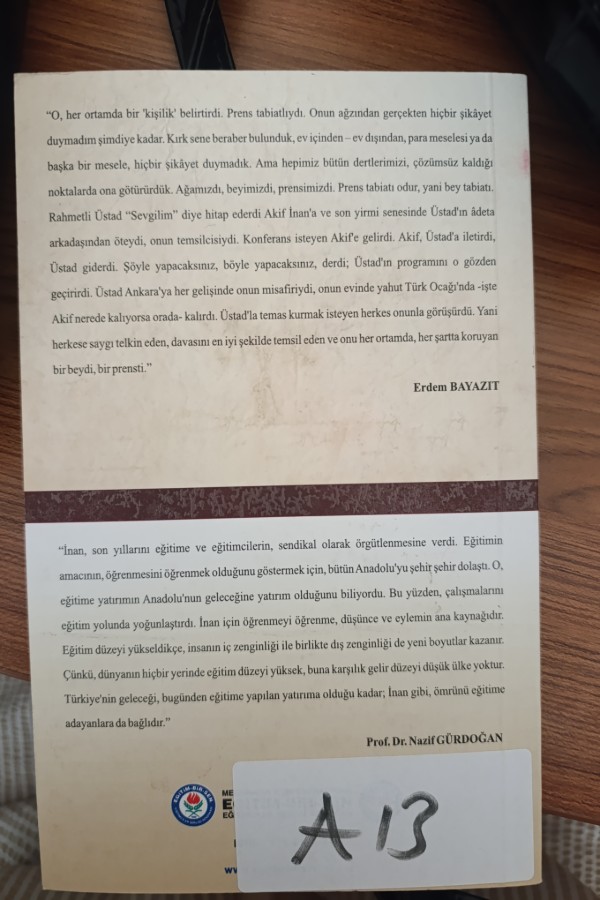 “O, her ortamda bir 'kişilik' belirtirdi. Prens tabiatlıydı. Onun ağzından gerçekten hiçbir şikâyet
duymadım şimdiye kadar. Kırk sene beraber bulunduk, ev içinden – ev dışından, para meselesi ya da
başka bir mesele, hiçbir şikâyet duymadık. Ama hepimiz bütün dertlerimizi, çözümsüz kaldığı
noktalarda ona götürürdük. Ağamızdı, beyimizdi, prensimizdi. Prens tabiatı odur, yani bey tabiatı.
Rahmetli Üstad “Sevgilim” diye hitap ederdi Akif İnan'a ve son yirmi senesinde Üstad'ın âdeta
arkadaşından öteydi, onun temsilcisiydi. Konferans isteyen Akif'e gelirdi. Akif, Üstad'a iletirdi,
Üstad giderdi. Şöyle yapacaksınız, böyle yapacaksınız, derdi; Üstad'ın programını o gözden
geçirirdi. Üstad Ankara'ya her gelişinde onun misafiriydi, onun evinde yahut Türk Ocağı'nda -işte
Akif nerede kalıyorsa orada- kalırdı. Üstad'la temas kurmak isteyen herkes onunla görüşürdü. Yani
herkese saygı telkin eden, davasını en iyi şekilde temsil eden ve onu her ortamda, her şartta koruyan
bir beydi, bir prensti.”
Erdem BAYAZIT
“İnan, son yıllarını eğitime ve eğitimcilerin, sendikal olarak örgütlenmesine verdi. Eğitimin
amacının, öğrenmesini öğrenmek olduğunu göstermek için, bütün Anadolu'yu şehir şehir dolaştı. O,
eğitime yatırımın Anadolu'nun geleceğine yatırım olduğunu biliyordu. Bu yüzden, çalışmalarını
eğitim yolunda yoğunlaştırdı. İnan için öğrenmeyi öğrenme, düşünce ve eylemin ana kaynağıdır.
Eğitim düzeyi yükseldikçe, insanın iç zenginliği ile birlikte dış zenginliği de yeni boyutlar kazanır.
Çünkü, dünyanın hiçbir yerinde eğitim düzeyi yüksek, buna karşılık gelir düzeyi düşük ülke yoktur.
Türkiye'nin geleceği, bugünden eğitime yapılan yatırıma olduğu kadar; İnan gibi, ömrünü eğitime
adayanlara da bağlıdır.”
Prof. Dr. Nazif GÜRDOĞAN
EĞİTİM-BİR-SEN
A13